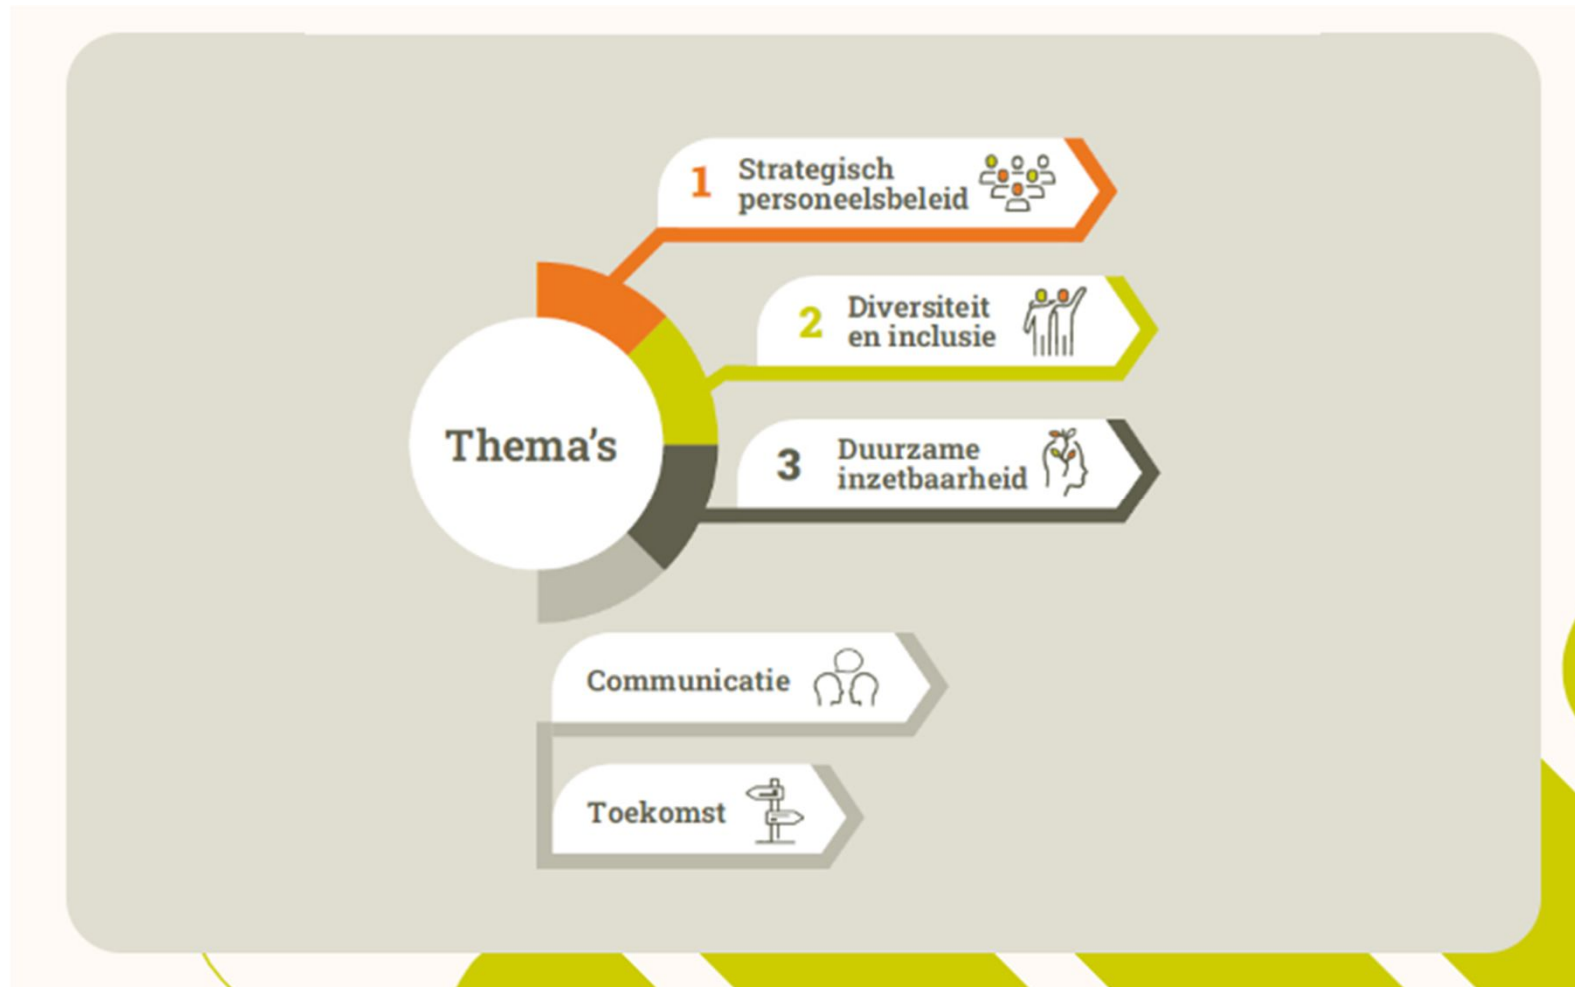 1 Strategisch
personeelsbeleid
2 Diversiteit
en inclusie
Thema's
3 Duurzame
inzetbaarheid
Communicatie
Toekomst